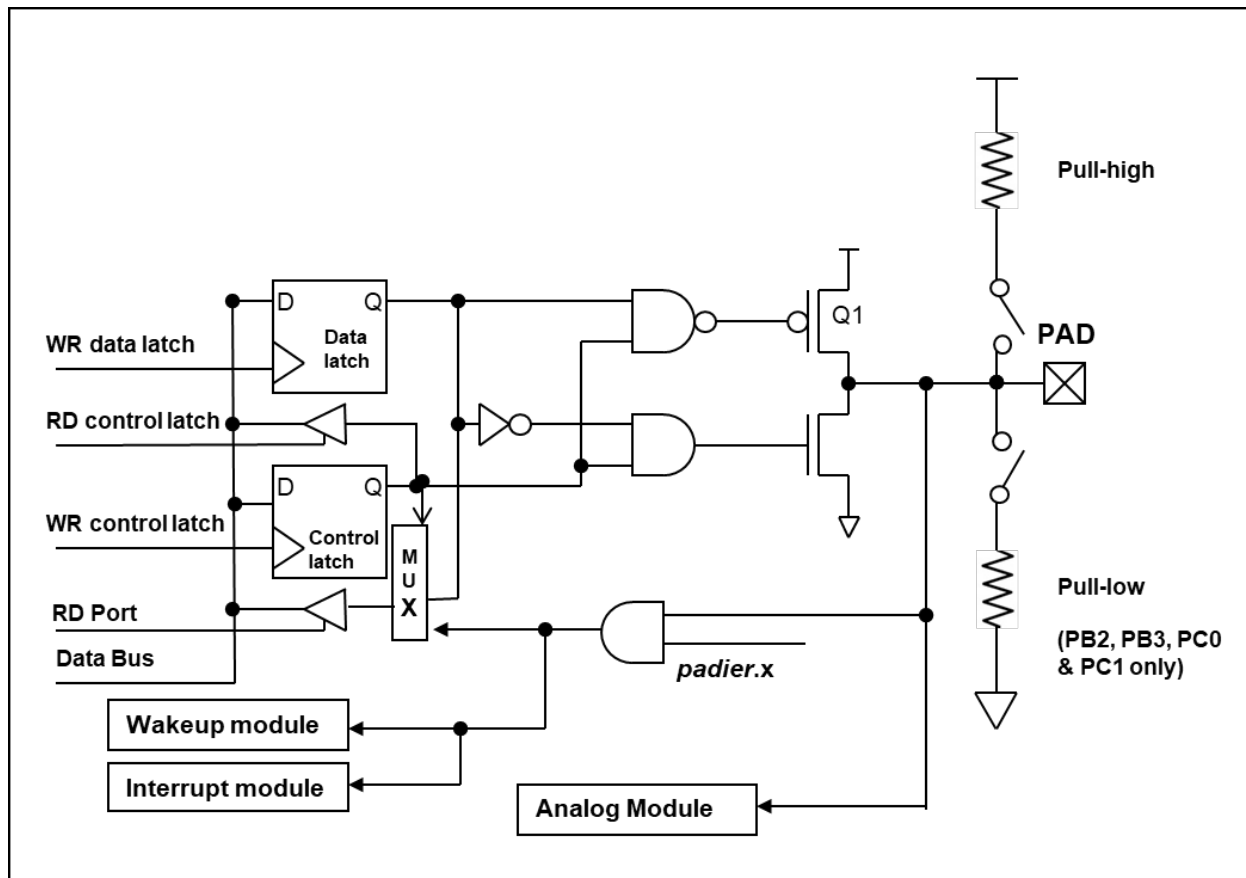 Pull-high
D
Q
Q1
Data
latch
WR data latch
PAD
RD control latch
D
Q
WR control latch
Control
latch
M
U
X
RD Port
Pull-low
Data Bus
(PB2, PB3, PC0
& PC1 only)
padier.x
Wakeup module
Interrupt module
Analog Module